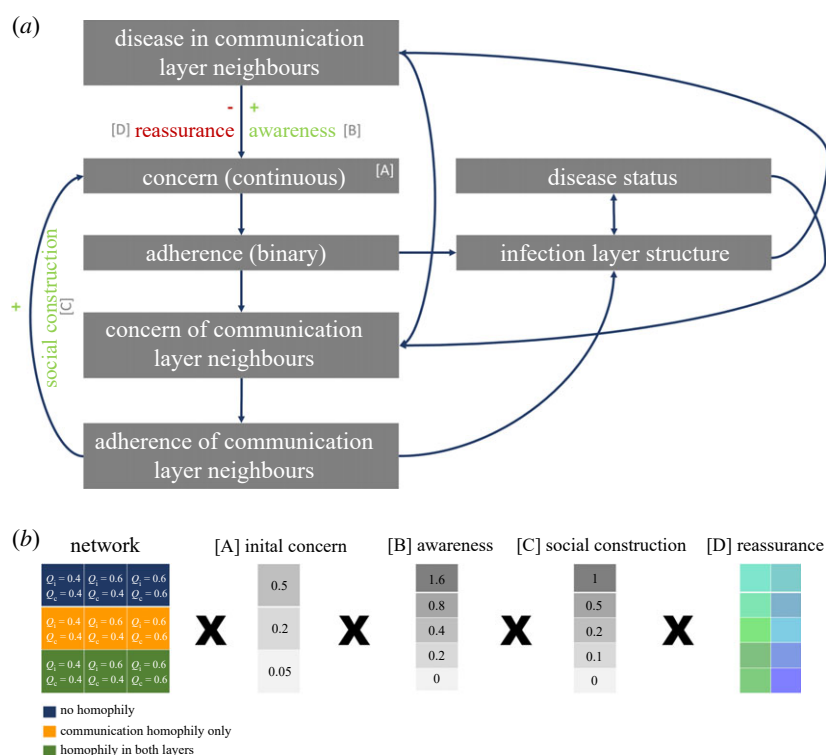 (a)
disease in communication
layer neighbours
- +
[D] reassurance awareness [B]
concern (continuous) [A]
disease status
adherence (binary)
infection layer structure
+
social construction
[C]
concern of communication
layer neighbours
adherence of communication
layer neighbours
(b)
network
[A] inital concern
[B] awareness
[C] social construction
[D] reassurance
Qi = 0.4 Qi = 0.6 Qi = 0.6
Qc = 0.4 Qc = 0.4 Qc = 0.6
Qi = 0.4 Qi = 0.6 Qi = 0.6
Qc = 0.4 Qc = 0.4 Qc = 0.6
Qi = 0.4 Qi = 0.6 Qi = 0.6
Qc = 0.4 Qc = 0.4 Qc = 0.6
X
0.5
0.2
0.05
X
1.6
0.8
0.4
0.2
0
X
1
0.5
0.2
0.1
0
X
no homophily
communication homophily only
homophily in both layers